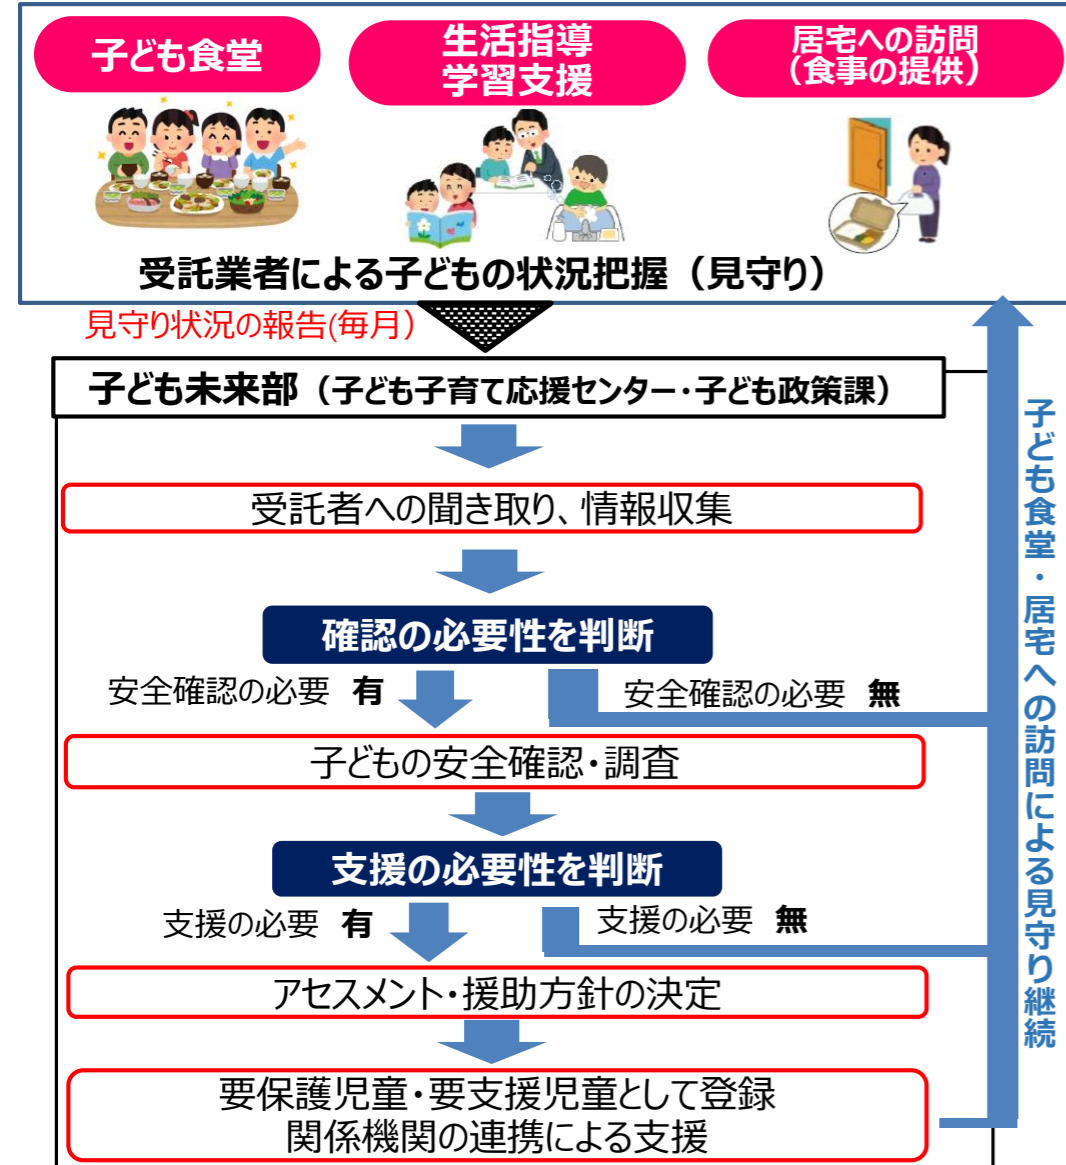 子ども食堂
生活指導
学習支援
居宅への訪問
（食事の提供）
受託業者による子どもの状況把握（見守り）
見守り状況の報告(毎月）
子ども未来部（子ども子育て応援センター・子ども政策課）
受託者への聞き取り、情報収集
確認の必要性を判断
安全確認の必要　有
安全確認の必要　無
子どもの安全確認・調査
支援の必要性を判断
支援の必要　有
支援の必要　無
アセスメント・援助方針の決定
要保護児童・要支援児童として登録
関係機関の連携による支援
子ども食堂・居宅への訪問による見守り継続